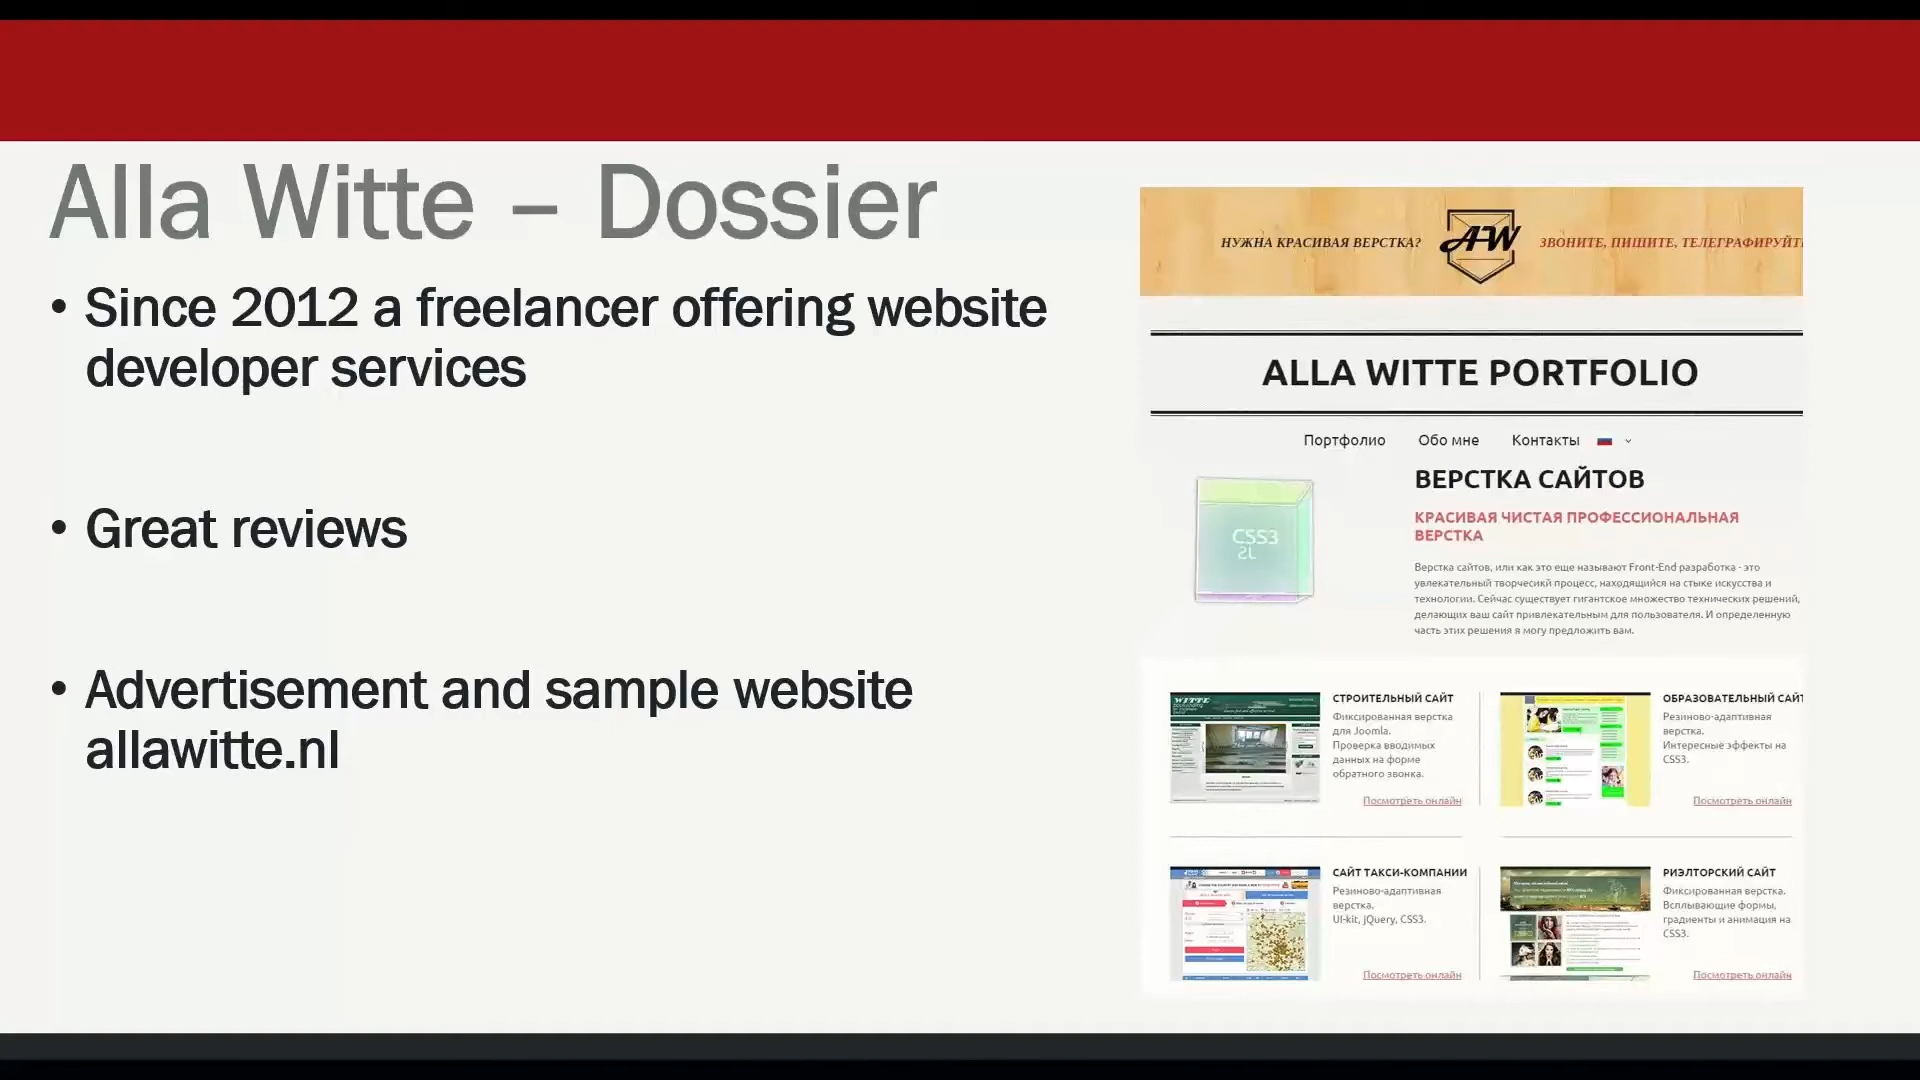 Alla Witte – Dossier
• Since 2012 a freelancer offering website
developer services
• Great reviews
• Advertisement and sample website
allawitte.nl
НУЖНА КРАСИВАЯ ВЕРСТКА?
AW
ЗВОНИТЕ, ПИШИТЕ, ТЕЛЕГРАФИРУЙТ
ALLA WITTE PORTFOLIO
Портфолио Обо мне Контакты
CSS3
ВЕРСТКА САЙТОВ
КРАСИВАЯ ЧИСТАЯ ПРОФЕССИОНАЛЬНАЯ
ВЕРСТКА
Верстка сайтов, или как это еще называют Front-End разработка - это
увлекательный творчесикй процесс, находящийся на стыке искусства и
технологии. Сейчас существует гигантское множество технических решений,
делающих ваш сайт привлекательным для пользователя. И определенную
часть этих решения я могу предложить вам.
WITTE
СТРОИТЕЛЬНЫЙ САЙТ
Фиксированная верстка
для Joomla.
Проверка вводимых
данных на форме
обратного звонка.
Посмотреть онлайн
ОБРАЗОВАТЕЛЬНЫЙ САЙТ
Резиново-адаптивная
верстка.
Интересные эффекты на
CSS3.
Посмотреть онлайн
САЙТ ТАКСИ-КОМПАНИИ
Резиново-адаптивная
верстка.
UI-kit, jQuery, CSS3.
Посмотреть онлайн
РИЭЛТОРСКИЙ САЙТ
Фиксированная верстка.
Всплывающие формы,
градиенты и анимация на
CSS3.
Посмотреть онлайн